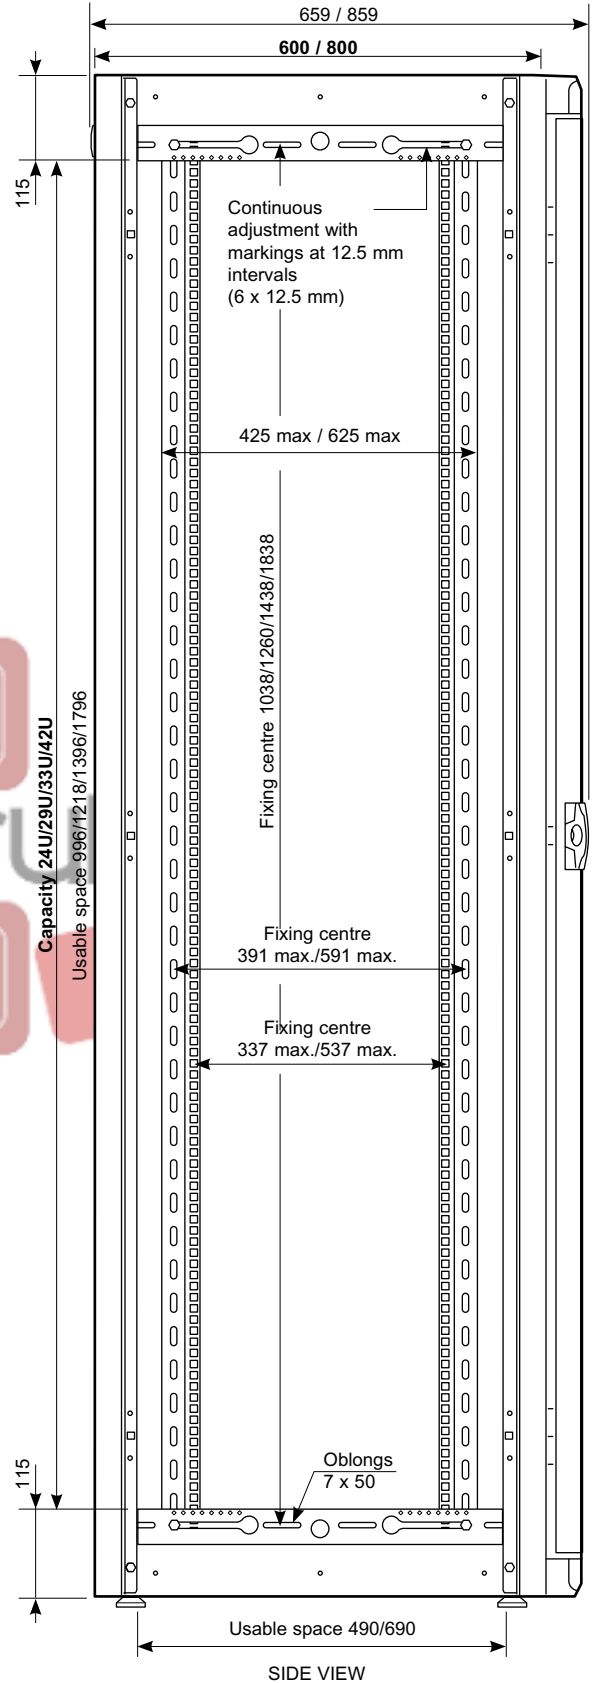 659 / 859
600 / 800
115
Continuous
adjustment with
markings at 12.5 mm
intervals
(6 x 12.5 mm)
425 max / 625 max
Fixing centre 1038/1260/1438/1838
Capacity 24U/29U/33U/42U
Usable space 996/1218/1396/1796
Fixing centre
391 max./591 max.
Fixing centre
337 max./537 max.
Oblongs
7 x 50
115
Usable space 490/690
SIDE VIEW